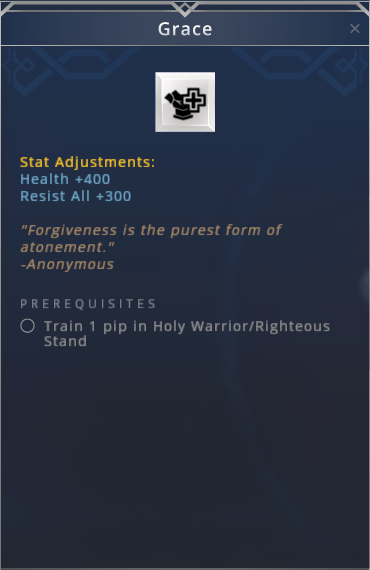 Grace
Stat Adjustments:
Health +400
Resist All +300
"Forgiveness is the purest form of
atonement."
-Anonymous
PREREQUISITES
Train 1 pip in Holy Warrior/Righteous
Stand